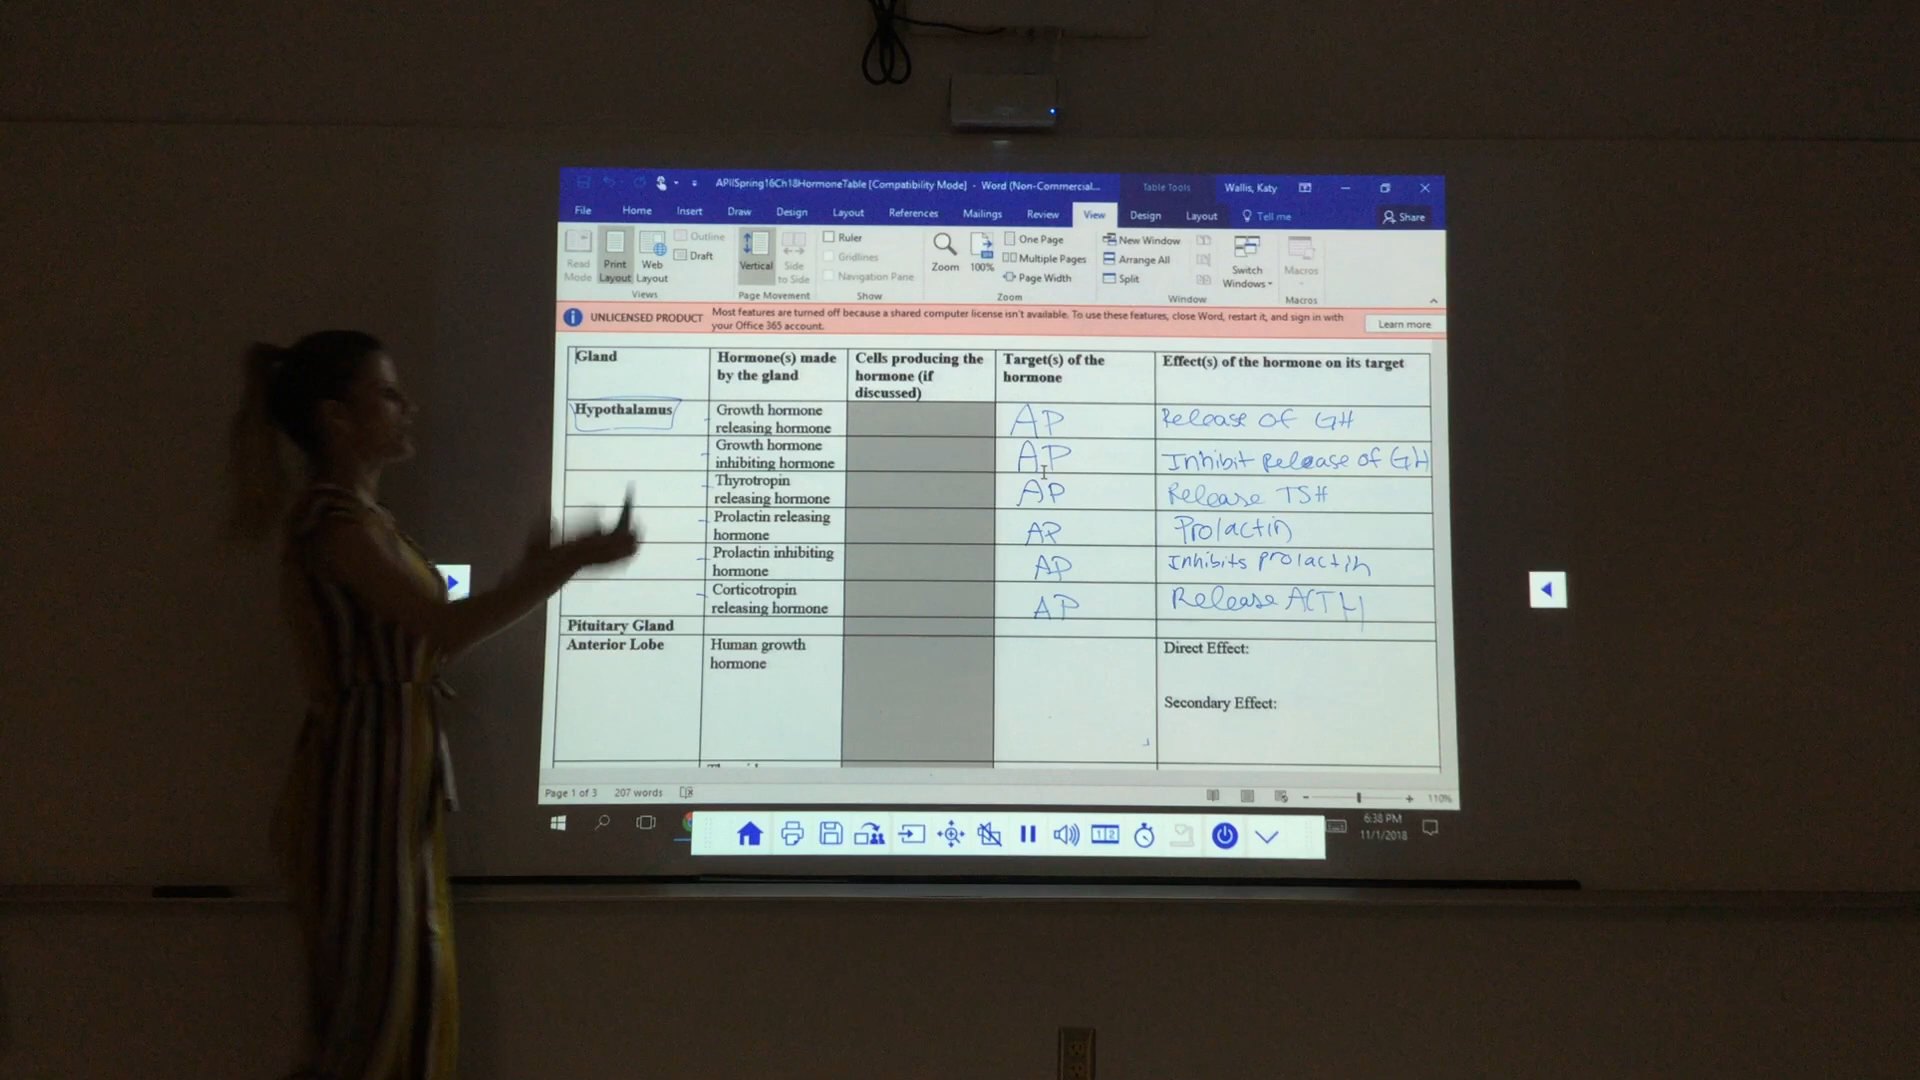 APIISpring16Ch18HormoneTable [Compatibility Mode] - Word (Non-Commercial...
Table Tools
Wallis, Katy
File Home Insert Draw Design Layout References Mailings Review View Design Layout Tell me Share
Read Mode
Print Layout
Web Layout
Outline
Draft
Views
Vertical
Side to Side
Page Movement
Ruler
Gridlines
Navigation Pane
Show
Zoom
100%
One Page
Multiple Pages
Page Width
Zoom
New Window
Arrange All
Split
Switch Windows
Window
Macros
Macros
UNLICENSED PRODUCT Most features are turned off because a shared computer license isn't available. To use these features, close Word, restart it, and sign in with
your Office 365 account.
Learn more
Gland
Hormone(s) made
by the gland
Cells producing the
hormone (if
discussed)
Target(s) of the
hormone
Effect(s) of the hormone on its target
Hypothalamus
Growth hormone
releasing hormone
AP
Release of GH
Growth hormone
inhibiting hormone
AP
Inhibit Release of GH
Thyrotropin
releasing hormone
AP
Release TSH
Prolactin releasing
hormone
AP
Prolactin
Prolactin inhibiting
hormone
AP
Inhibits prolactin
Corticotropin
releasing hormone
AP
Release ACTH
Pituitary Gland
Anterior Lobe
Human growth
hormone
Direct Effect:
Secondary Effect:
Page 1 of 3 207 words
110%
6:38 PM
11/1/2018